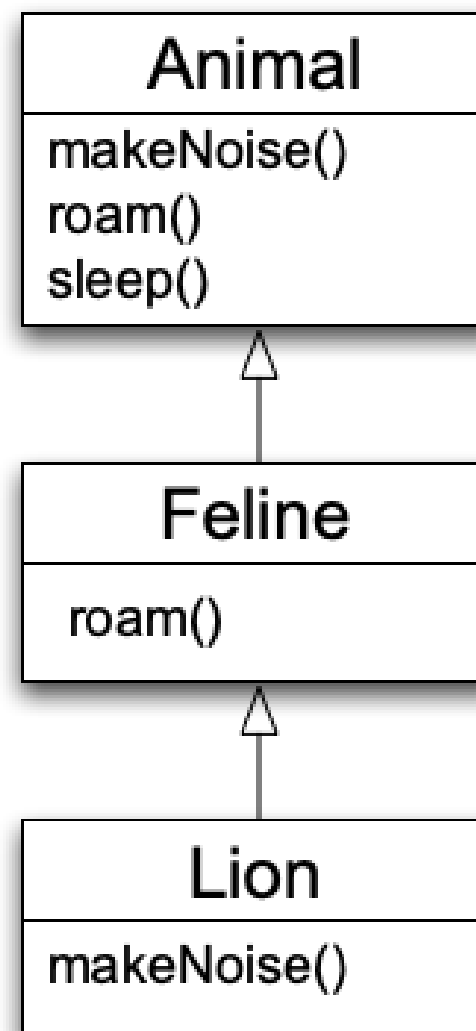 Animal
makeNoise()
roam()
sleep()
Feline
roam()
Lion
makeNoise()